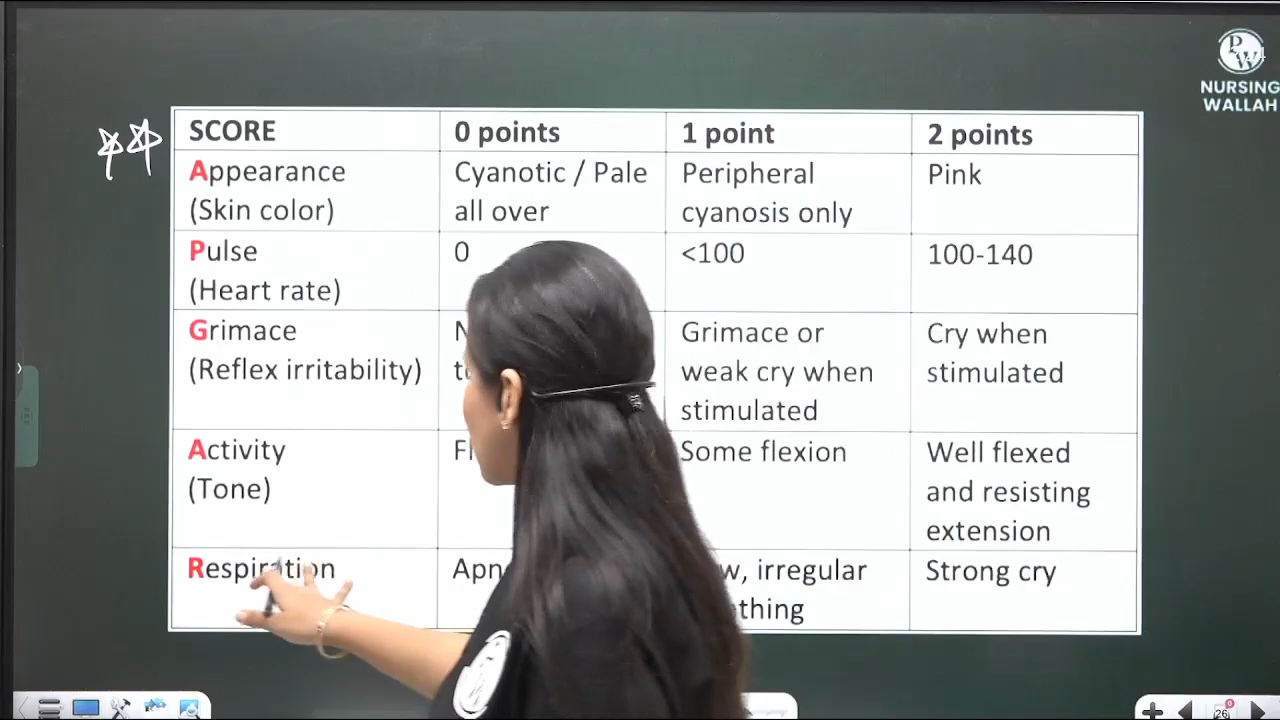 PW
NURSING
WALLAH
SCORE 0 points 1 point 2 points
Appearance Cyanotic / Pale Peripheral Pink
(Skin color) all over cyanosis only
Pulse 0 <100 100-140
(Heart rate)
Grimace Grimace or Cry when
(Reflex irritability) weak cry when stimulated
stimulated
Activity Some flexion Well flexed
(Tone) and resisting
extension
Respiration irregular Strong cry
26